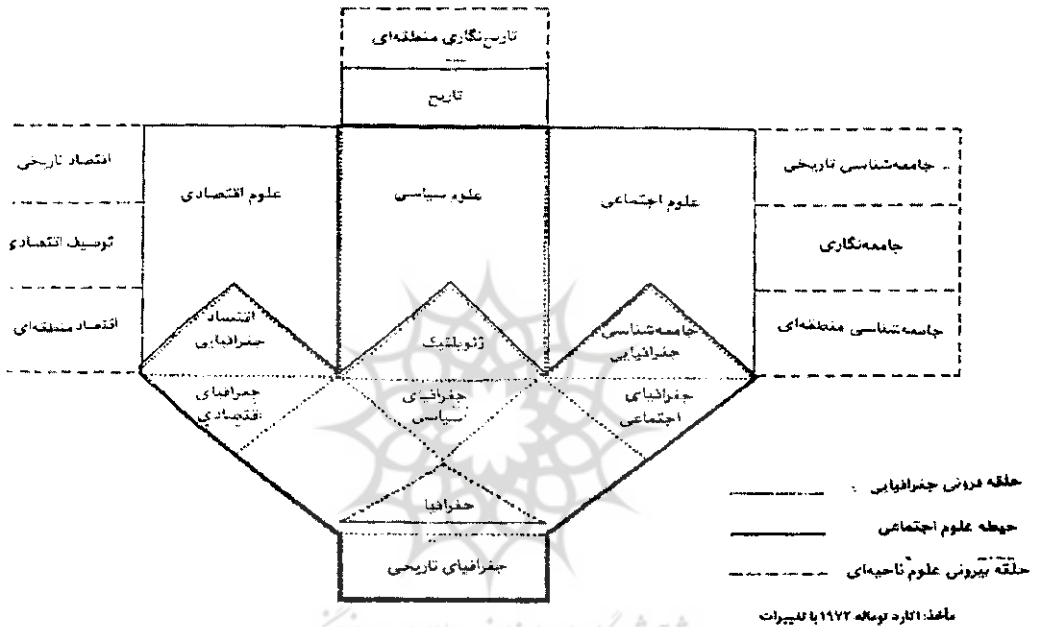 تاریخ‌نگاری منطقه‌ای
تاریخ
جامعه‌شناسی تاریخی
علوم اجتماعی
علوم سیاسی
علوم اقتصادی
اقتصاد تاریخی
جامعه‌نگاری
توصیف اقتصادی
جامعه‌شناسی منطقه‌ای
جامعه‌شناسی
جغرافیایی
ژئوپلتیک
اقتصاد
جغرافیایی
اقتصاد منطقه‌ای
جغرافیای
اجتماعی
جغرافیای
سیاسی
جغرافیای
اقتصادی
جغرافیا
جغرافیای تاریخی
حلقه درونی جغرافیایی
حیطه علوم اجتماعی
حلقه بیرونی علوم ناحیه‌ای
مأخذ: اکارد توماله ۱۹۷۲ با تغییرات